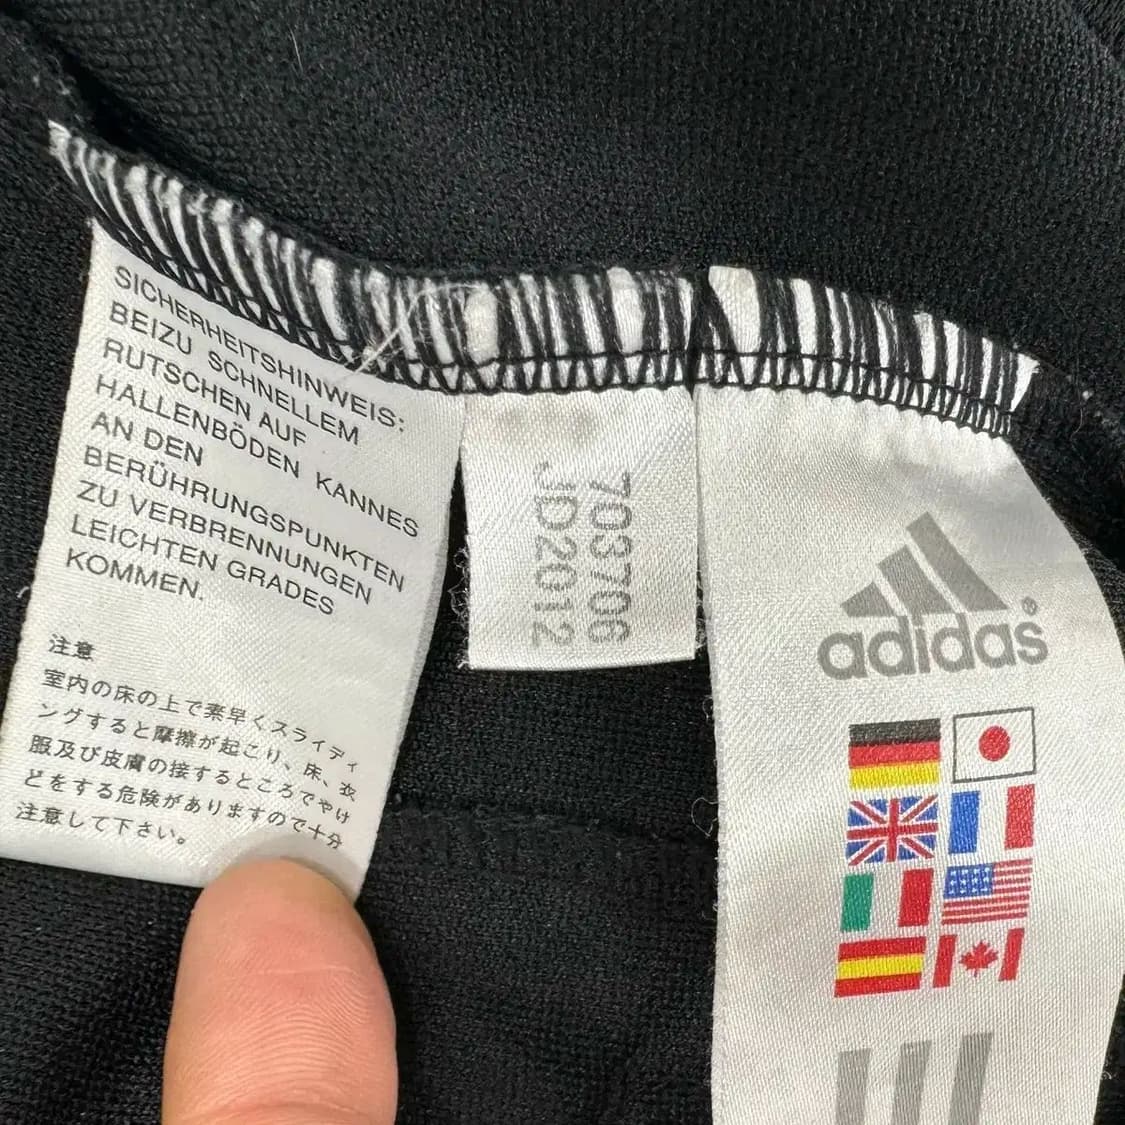 SICHERHEITSHINWEIS:
BEIZU SCHNELLEM
RUTSCHEN AUF
HALLENBÖDEN KANNES
AN DEN
BERÜHRUNGSPUNKTEN
ZU VERBRENNUNGEN
LEICHTEN GRADES
KOMMEN.
注意
室内の床の上で素早くスライディ
ングすると摩擦が起こり、床、衣
服及び皮膚の接するところでやけ
どをする危険がありますので十分
注意して下さい。
703706
JD2012
adidas®